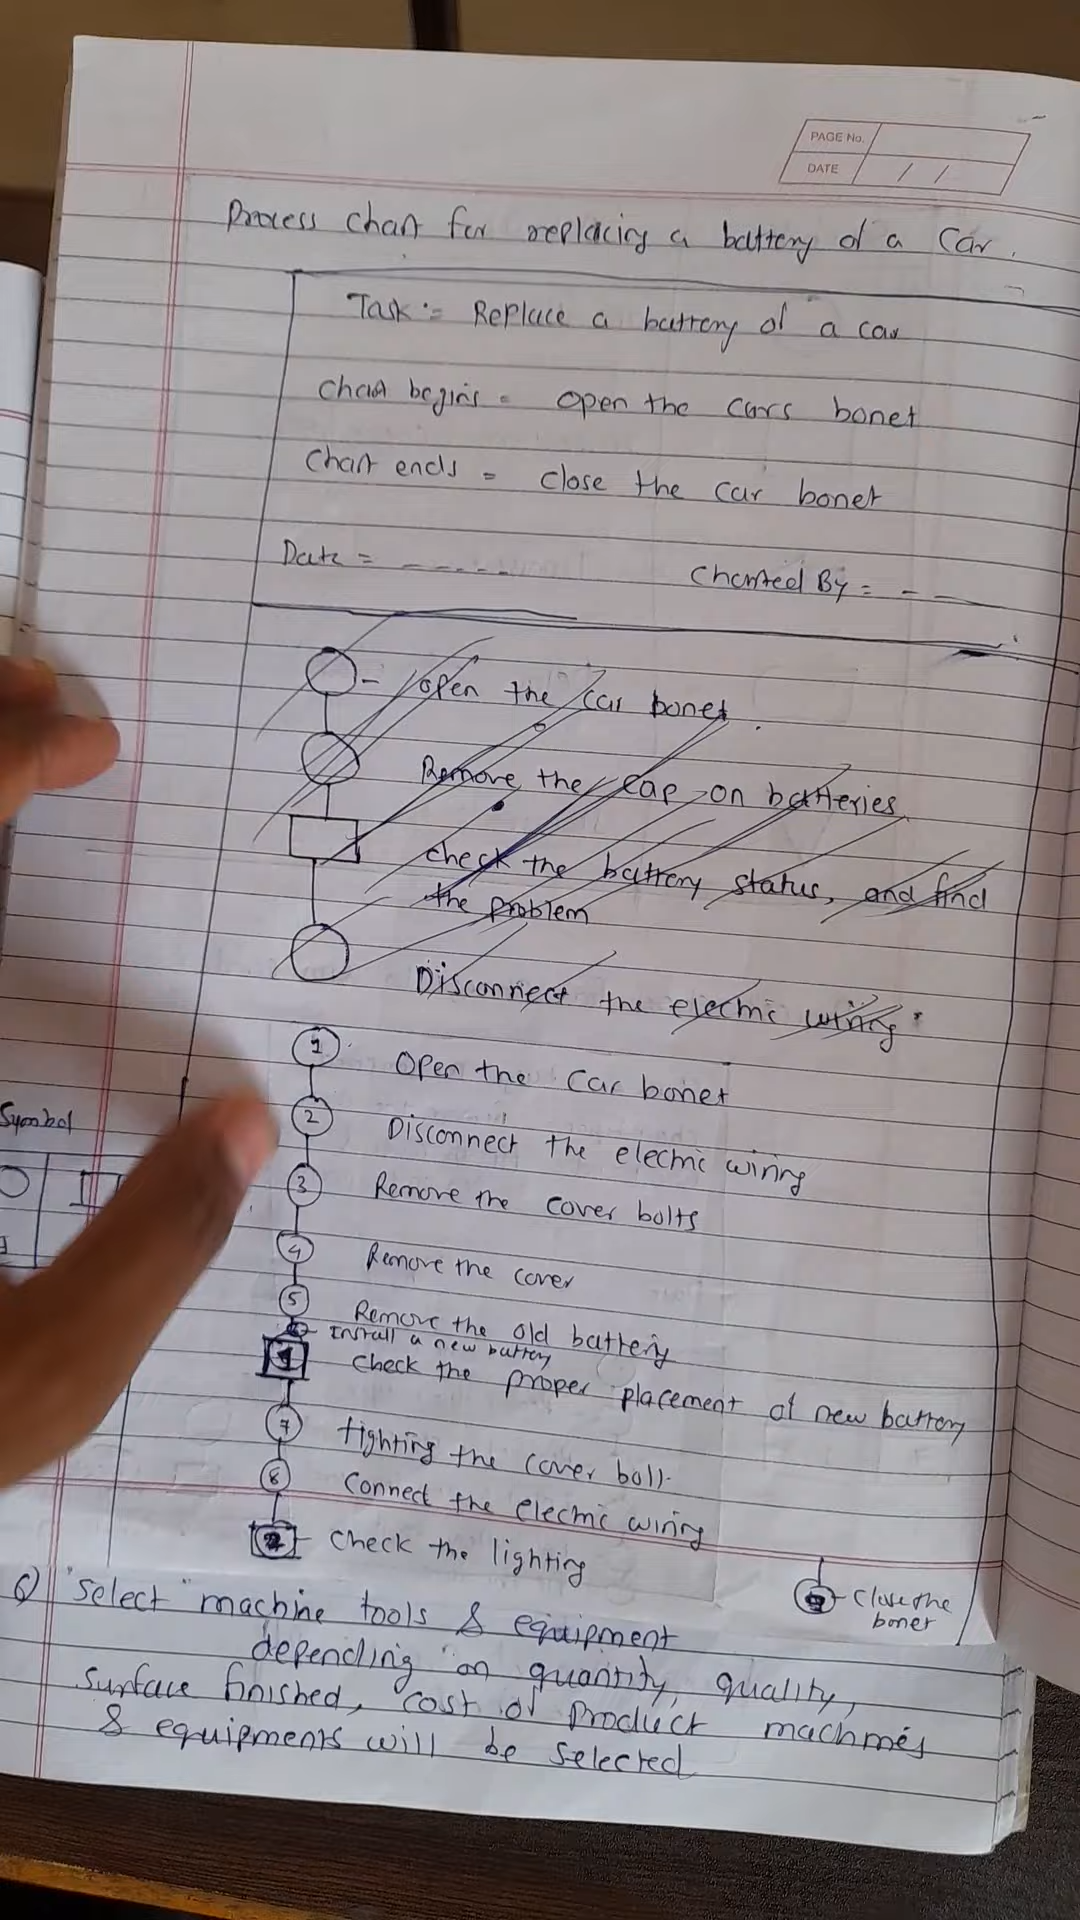 PAGE No.
DATE / /
Process chart for replacing a battery of a Car.
Task := Replace a battery of a car
Chart begins = open the cars bonet
Chart ends = close the car bonet
Date = ------ Charted By = - --
- open the car bonet.
Remove the cap on batteries
check the battery status, and find
the problem
Disconnect the electric wiring
1 Open the Car bonet
2 Disconnect the electric wiring
3 Remove the cover bolts
4 Remove the cover
5 Remove the old battery
Install a new battery
1 check the proper placement of new battery
7 tighting the cover bolt
8 Connect the electric wiring
2 check the lighting
Close the
bonet
Q) "Select" machine tools & equipment
depending on quantity, quality,
Surface finished, cost of product machines
& equipments will be selected
Symbol